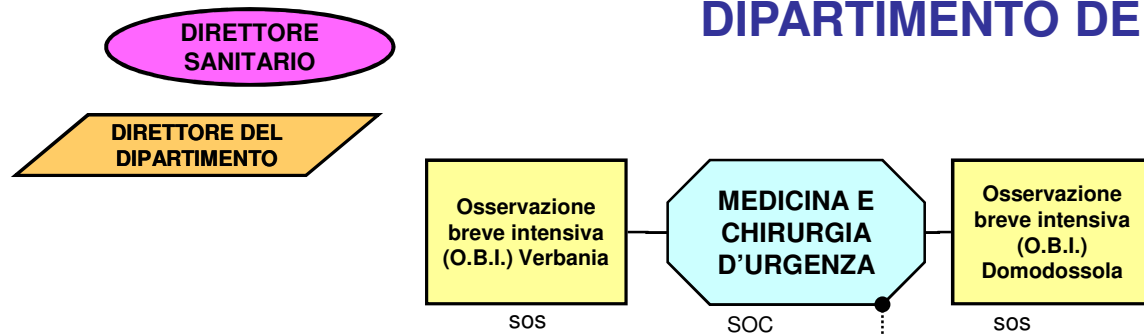 DIPARTIMENTO DE
DIRETTORE
SANITARIO
DIRETTORE DEL
DIPARTIMENTO
Osservazione
breve intensiva
(O.B.I.) Verbania
MEDICINA E
CHIRURGIA
D'URGENZA
Osservazione
breve intensiva
(O.B.I.)
Domodossola
SOS
SOC
SOS